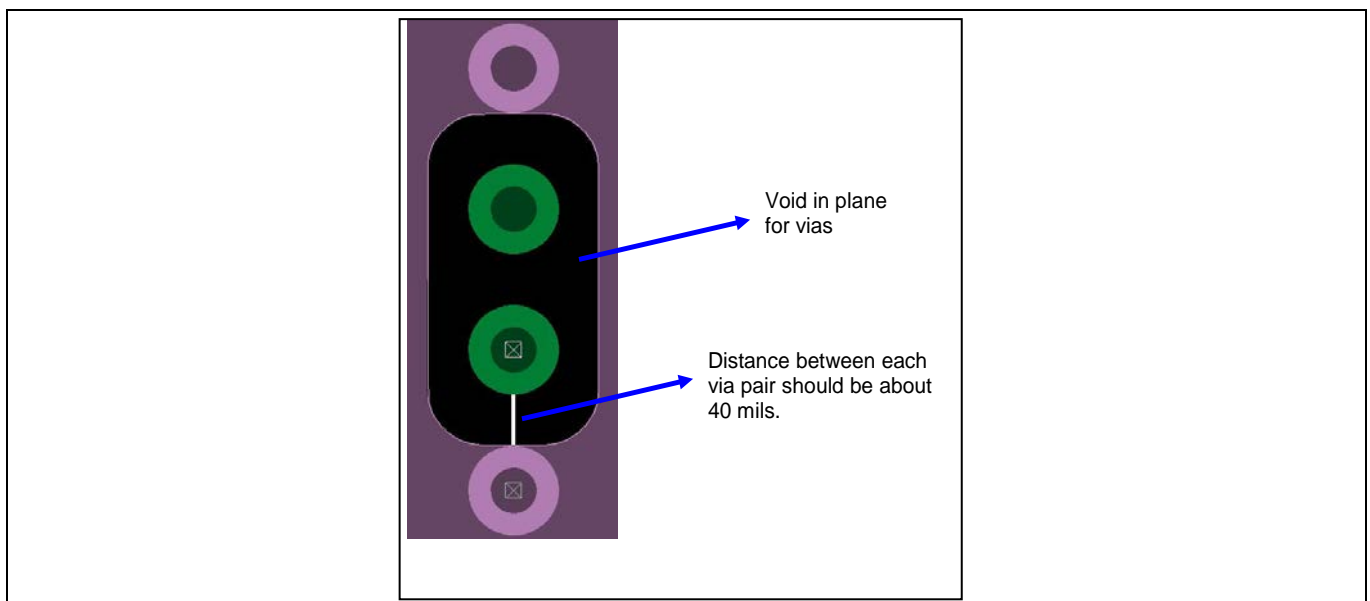 Void in plane
for vias
Distance between each
via pair should be about
40 mils.